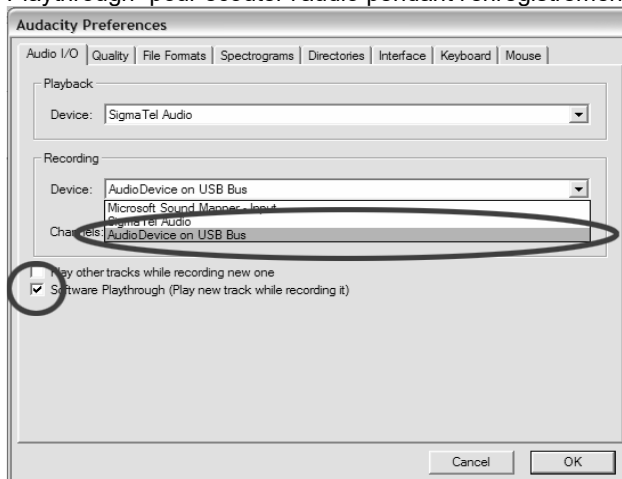 Playthrough" pour écouter l'audio pendant l'enregistrement
Audacity Preferences
Audio I/O Quality File Formats Spectrograms Directories Interface Keyboard Mouse
Playback
Device: SigmaTel Audio
Recording
Device: AudioDevice on USB Bus
Microsoft Sound Mapper - Input
SigmaTel Audio
Channels: AudioDevice on USB Bus
Play other tracks while recording new one
Software Playthrough (Play new track while recording it)
Cancel OK